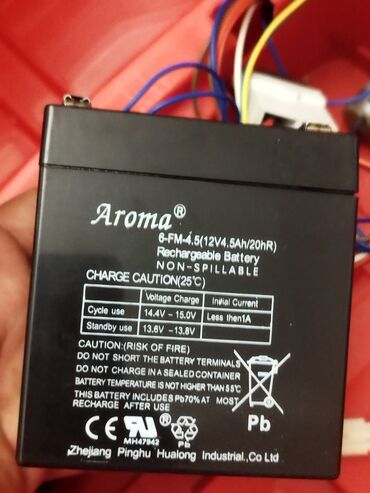 Aroma®
6-FM-4.5(12V4.5Ah/20hR)
Rechargeable Battery
NON-SPILLABLE
CHARGE CAUTION(25℃)
Voltage Charge Initial Current
Cycle use 14.4V~15.0V Less then1A
Standby use 13.6V~13.8V
CAUTION:(RISK OF FIRE)
DO NOT SHORT THE BATTERY TERMINALS
DO NOT CHARGE IN A SEALED CONTAINER
BATTERY TEMPERATURE IS NOT HIGHER THAN 55℃
THIS BATTERY INCLUDES Pb70% AT MOST
RECHARGE AFTER USE
CE
MH47942
Pb
Pb
Zhejiang Pinghu Hualong Industrial.,Co Ltd